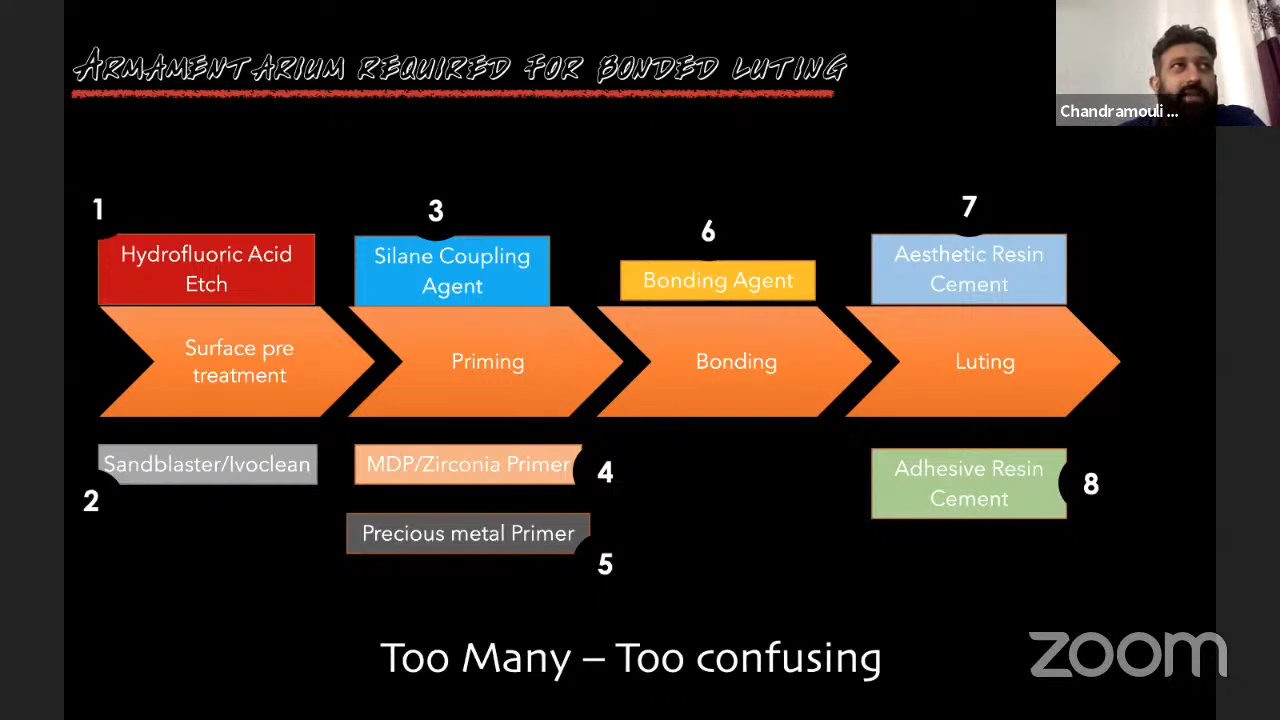 ARMAMENTARIUM REQUIRED FOR BONDED LUTING
Chandramouli ...
1
3
6
7
Hydrofluoric Acid
Etch
Silane Coupling
Agent
Bonding Agent
Aesthetic Resin
Cement
Surface pre
treatment
Priming
Bonding
Luting
Sandblaster/Ivoclean
2
MDP/Zirconia Primer
4
Adhesive Resin
Cement
8
Precious metal Primer
5
Too Many – Too confusing
zoom